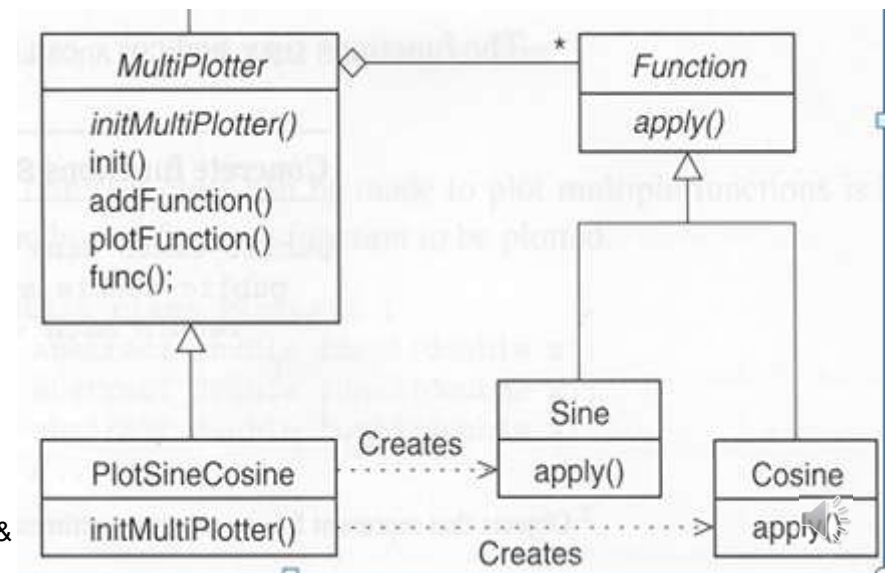 MultiPlotter
initMultiPlotter()
init()
addFunction()
plotFunction()
func();
*
Function
apply()
Sine
apply()
Cosine
apply()
PlotSineCosine
initMultiPlotter()
Creates
Creates
&